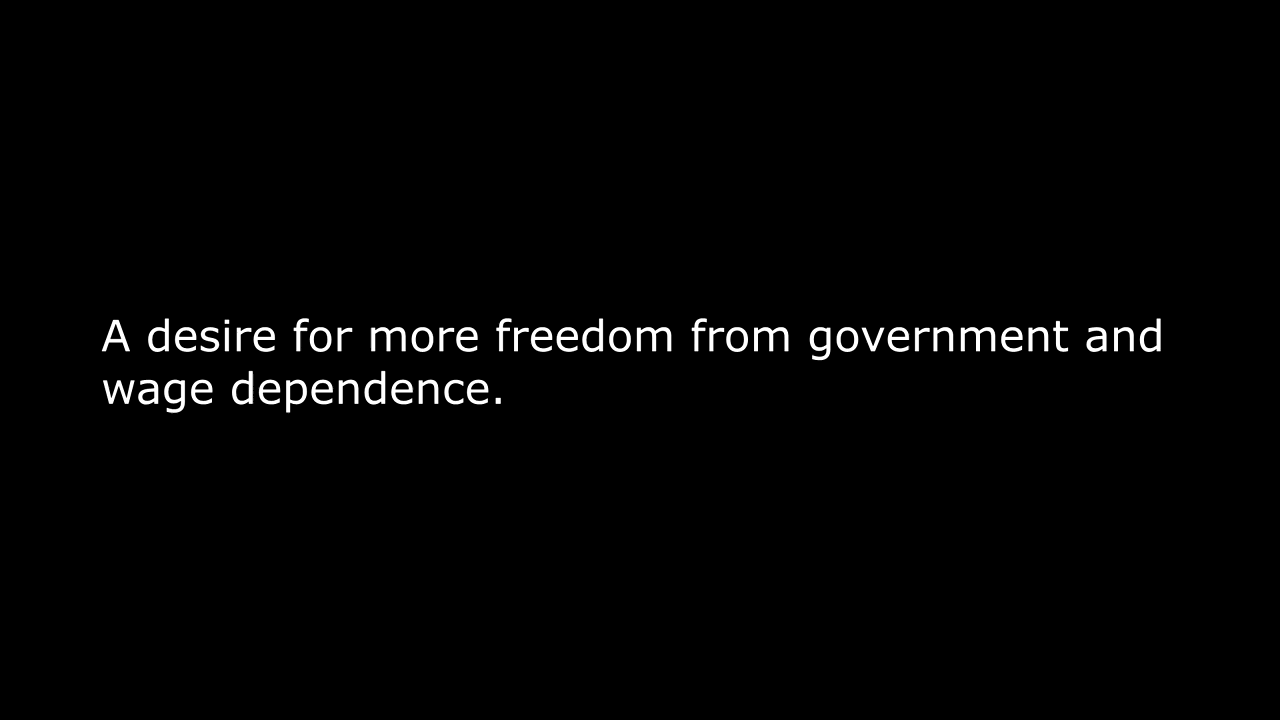 A desire for more freedom from government and
wage dependence.